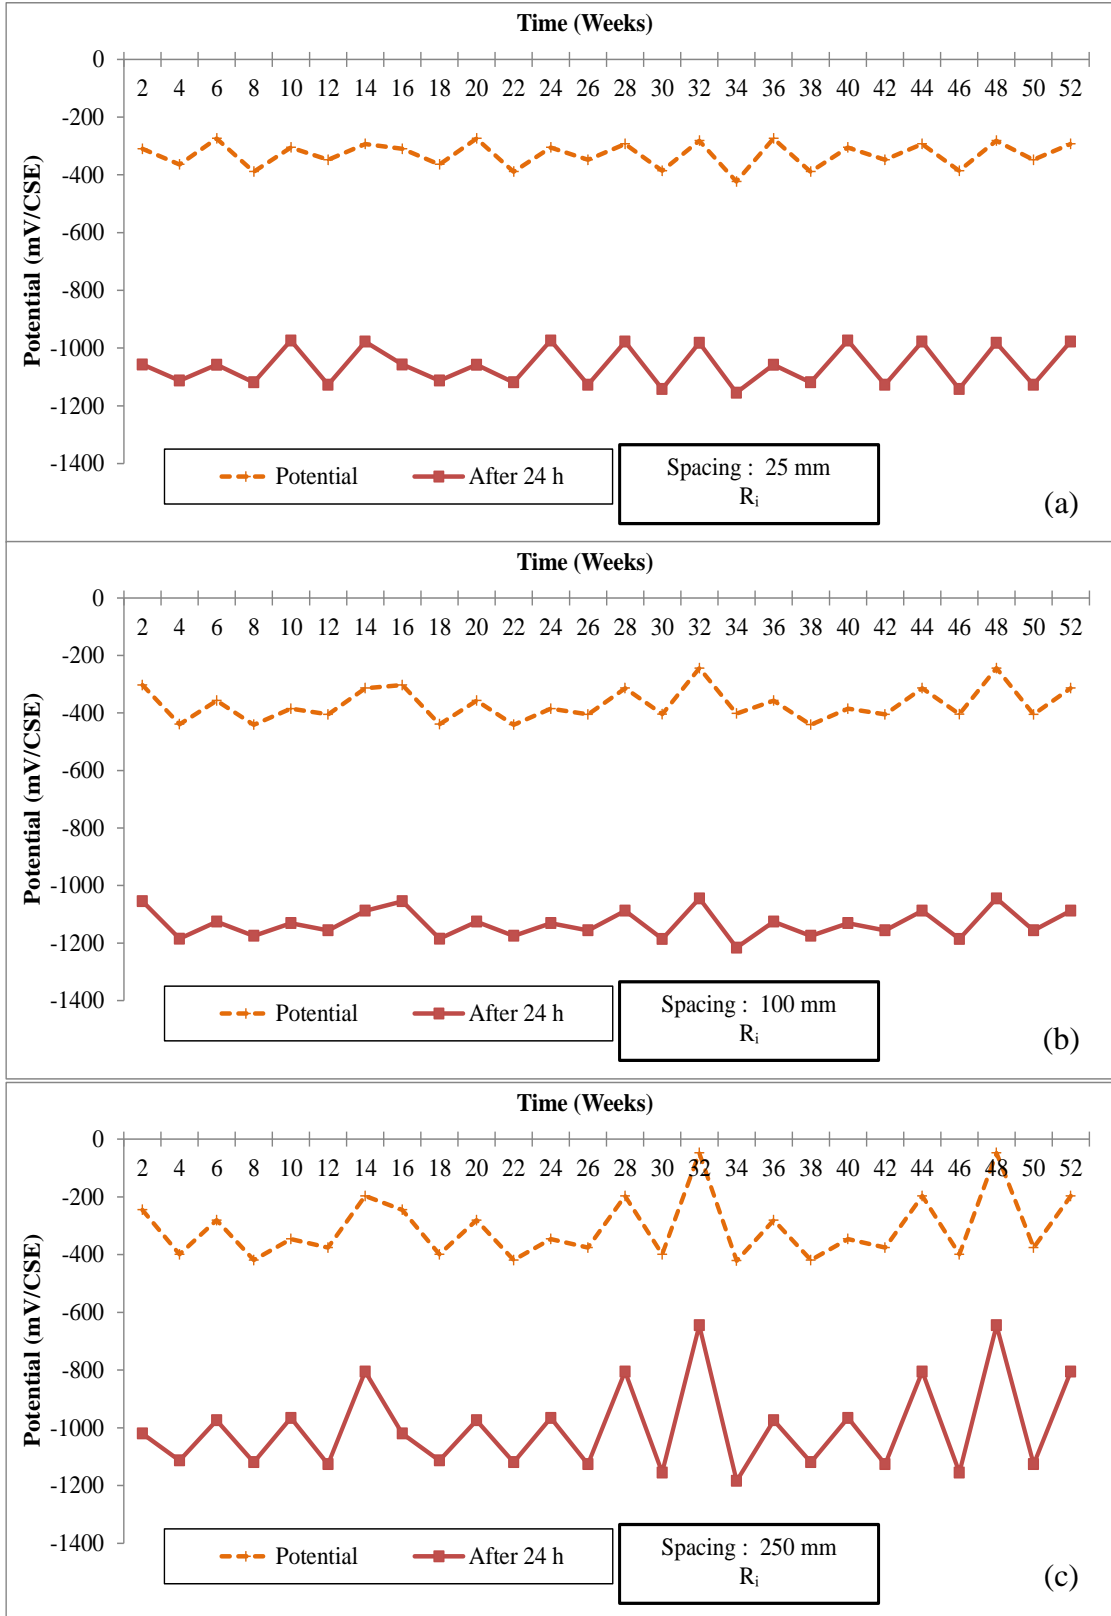 Time (Weeks)
0
2 4 6 8 10 12 14 16 18 20 22 24 26 28 30 32 34 36 38 40 42 44 46 48 50 52
-200
-400
-600
-800
-1000
-1200
-1400
Potential (mV/CSE)
Potential After 24 h
Spacing : 25 mm
Rᵢ
(a)
Time (Weeks)
0
2 4 6 8 10 12 14 16 18 20 22 24 26 28 30 32 34 36 38 40 42 44 46 48 50 52
-200
-400
-600
-800
-1000
-1200
-1400
Potential (mV/CSE)
Potential After 24 h
Spacing : 100 mm
Rᵢ
(b)
Time (Weeks)
0
2 4 6 8 10 12 14 16 18 20 22 24 26 28 30 32 34 36 38 40 42 44 46 48 50 52
-200
-400
-600
-800
-1000
-1200
-1400
Potential (mV/CSE)
Potential After 24 h
Spacing : 250 mm
Rᵢ
(c)